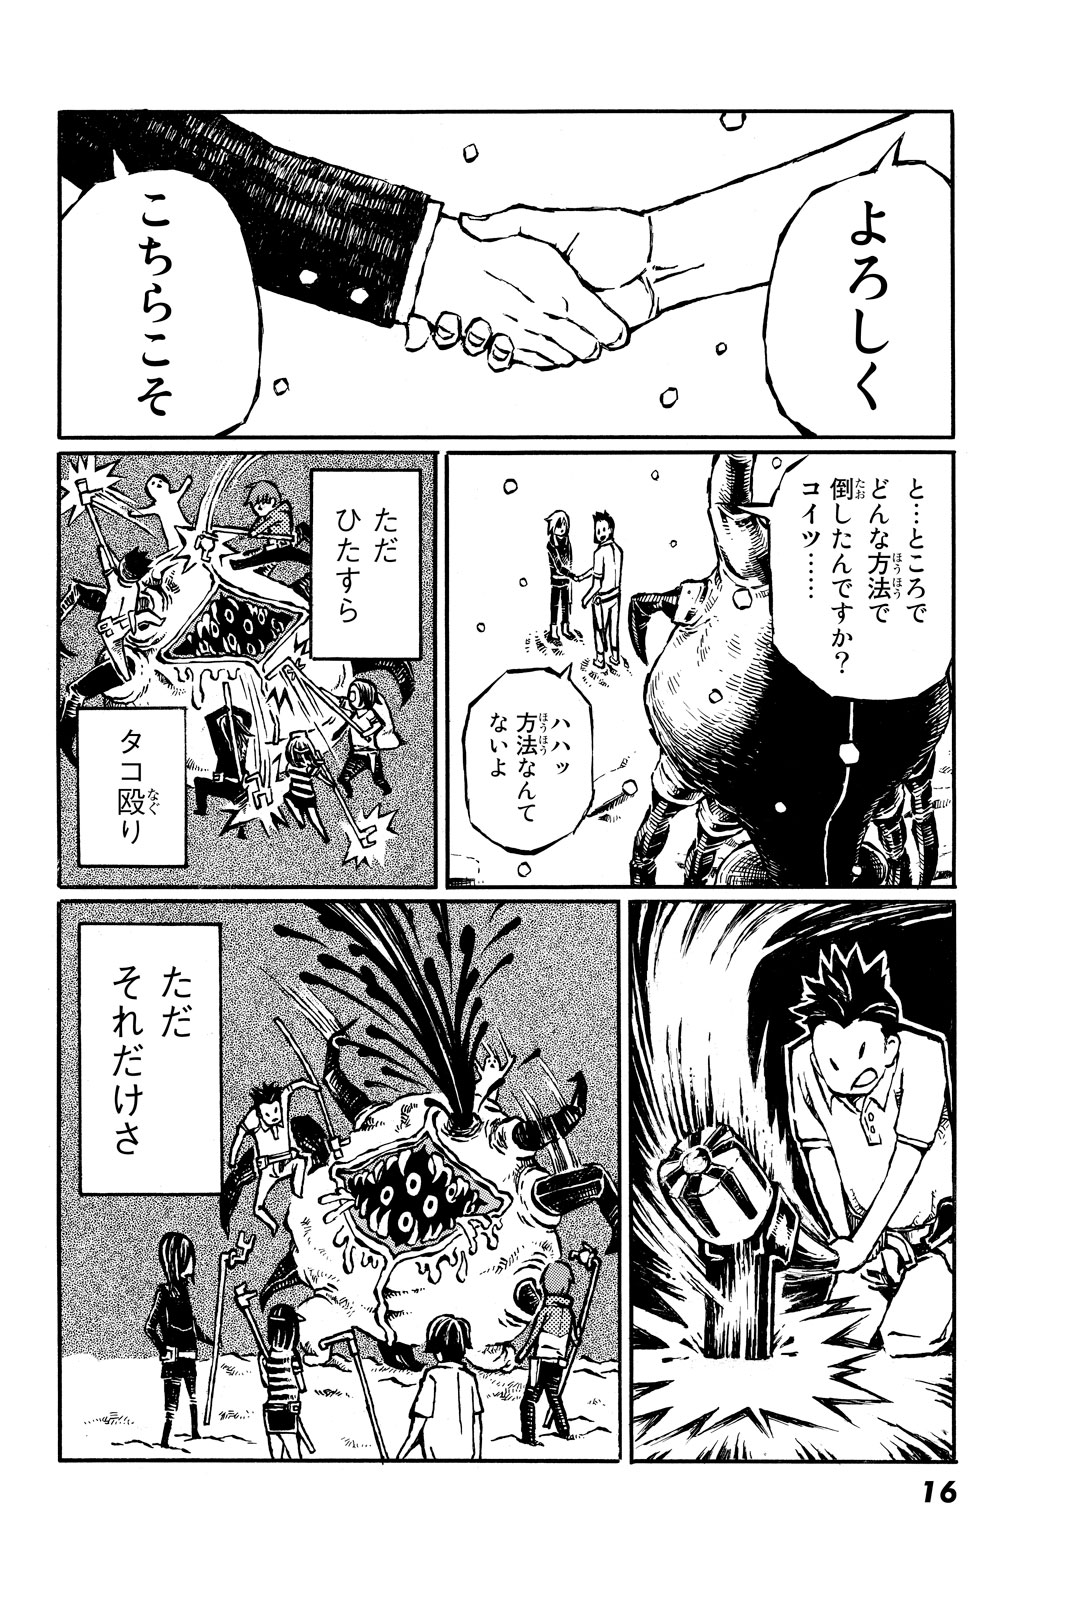 よろしく
こちらこそ
と…ところで
どんな方法で
倒したんですか？
コイツ……
ハハッ
方法なんて
ないよ
ただ
ひたすら
タコ殴り
ただ
それだけさ
16